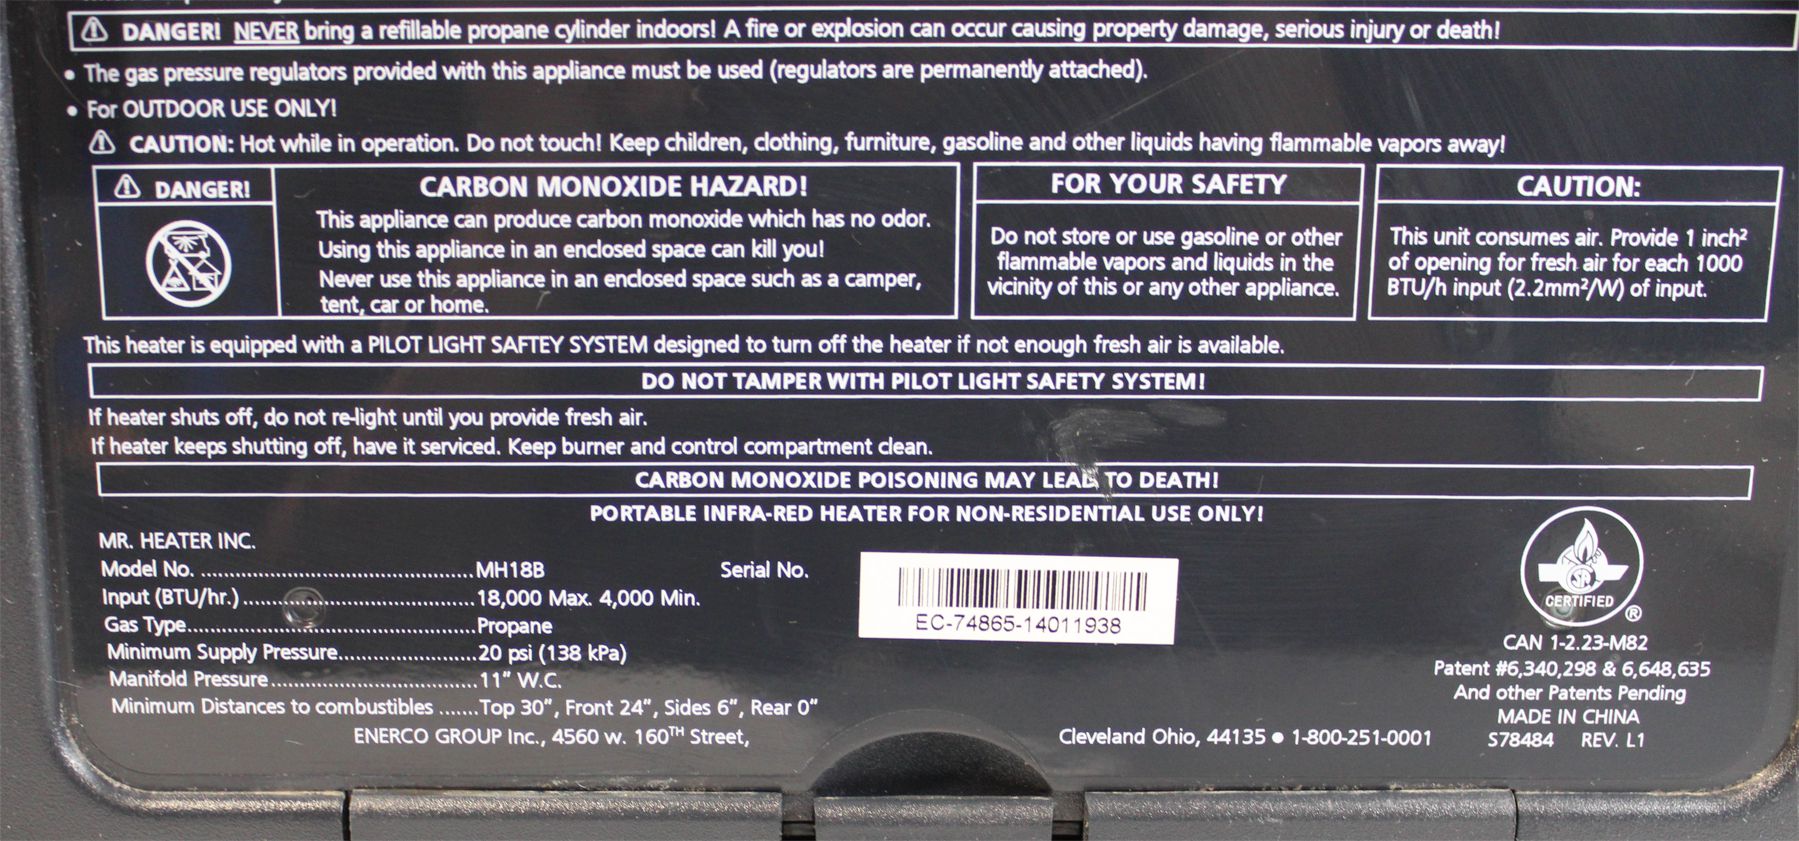 ⚠ DANGER! NEVER bring a refillable propane cylinder indoors! A fire or explosion can occur causing property damage, serious injury or death!
• The gas pressure regulators provided with this appliance must be used (regulators are permanently attached).
• For OUTDOOR USE ONLY!
⚠ CAUTION: Hot while in operation. Do not touch! Keep children, clothing, furniture, gasoline and other liquids having flammable vapors away!
⚠ DANGER!
CARBON MONOXIDE HAZARD!
This appliance can produce carbon monoxide which has no odor.
Using this appliance in an enclosed space can kill you!
Never use this appliance in an enclosed space such as a camper,
tent, car or home.
FOR YOUR SAFETY
Do not store or use gasoline or other
flammable vapors and liquids in the
vicinity of this or any other appliance.
CAUTION:
This unit consumes air. Provide 1 inch²
of opening for fresh air for each 1000
BTU/h input (2.2mm²/W) of input.
This heater is equipped with a PILOT LIGHT SAFTEY SYSTEM designed to turn off the heater if not enough fresh air is available.
DO NOT TAMPER WITH PILOT LIGHT SAFETY SYSTEM!
If heater shuts off, do not re-light until you provide fresh air.
If heater keeps shutting off, have it serviced. Keep burner and control compartment clean.
CARBON MONOXIDE POISONING MAY LEAD TO DEATH!
PORTABLE INFRA-RED HEATER FOR NON-RESIDENTIAL USE ONLY!
MR. HEATER INC.
Model No. ................................................MH18B
Input (BTU/hr.).........................................18,000 Max. 4,000 Min.
Gas Type..................................................Propane
Minimum Supply Pressure........................20 psi (138 kPa)
Manifold Pressure....................................11" W.C.
Minimum Distances to combustibles .......Top 30", Front 24", Sides 6", Rear 0"
ENERCO GROUP Inc., 4560 w. 160TH Street,
Serial No.
EC-74865-14011938
Cleveland Ohio, 44135 • 1-800-251-0001
CERTIFIED ®
CAN 1-2.23-M82
Patent #6,340,298 & 6,648,635
And other Patents Pending
MADE IN CHINA
S78484 REV. L1